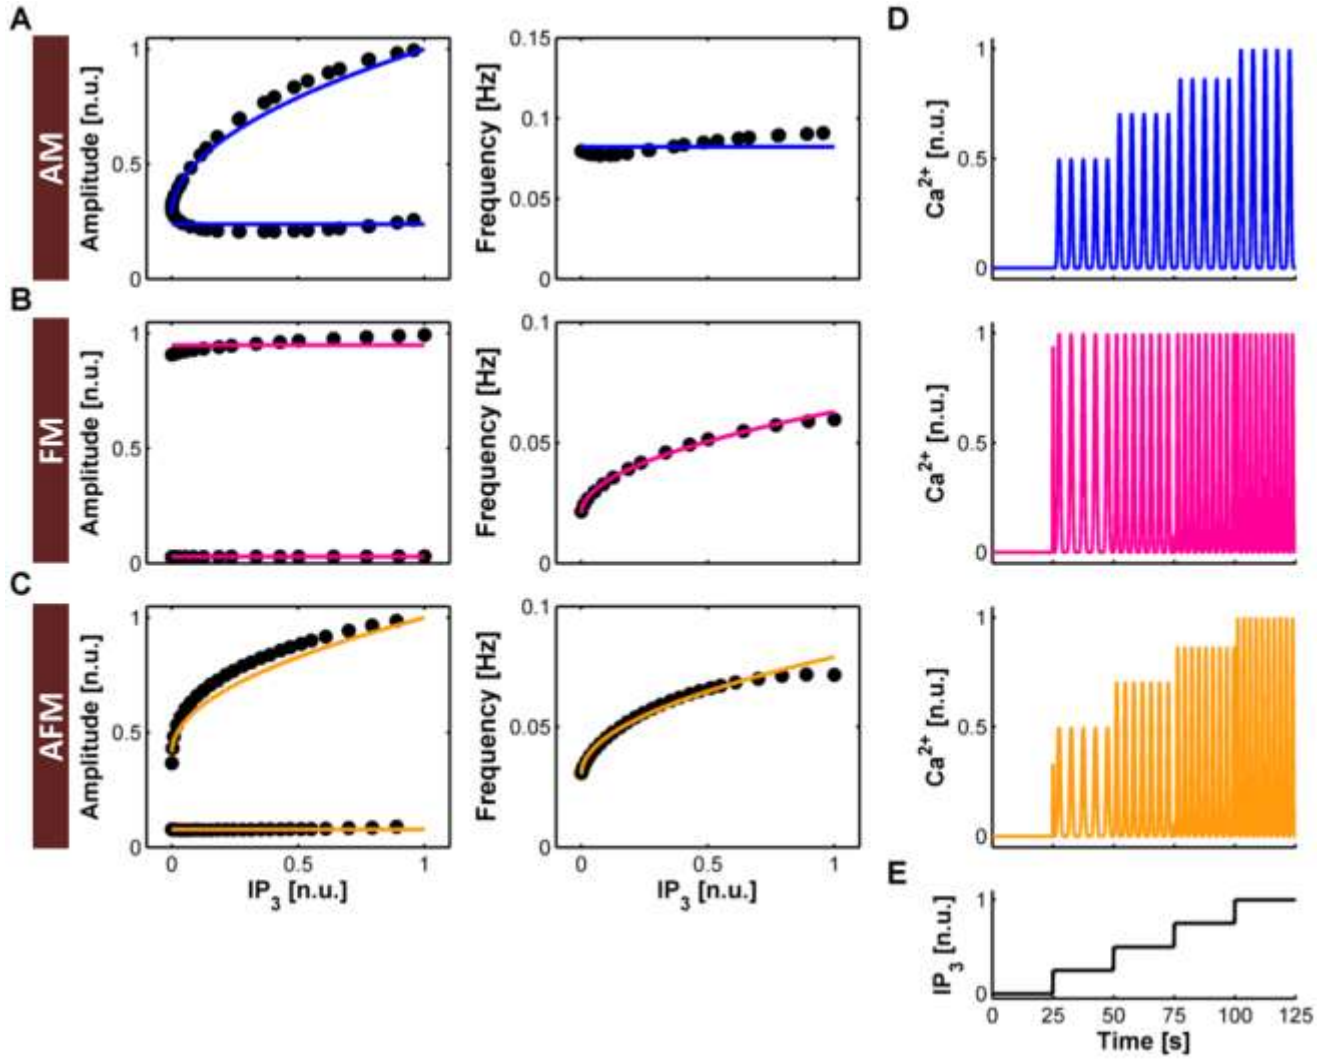 A
AM
Amplitude [n.u.]
1
0.5
0
Frequency [Hz]
0.15
0.1
0.05
0
D
Ca2+ [n.u.]
1
0.5
0
B
FM
Amplitude [n.u.]
1
0.5
0
Frequency [Hz]
0.1
0.05
0
Ca2+ [n.u.]
1
0.5
0
C
AFM
Amplitude [n.u.]
1
0.5
0
0 0.5 1
IP3 [n.u.]
Frequency [Hz]
0.1
0.05
0
0 0.5 1
IP3 [n.u.]
Ca2+ [n.u.]
1
0.5
0
E
IP3 [n.u.]
1
0
0 25 50 75 100 125
Time [s]